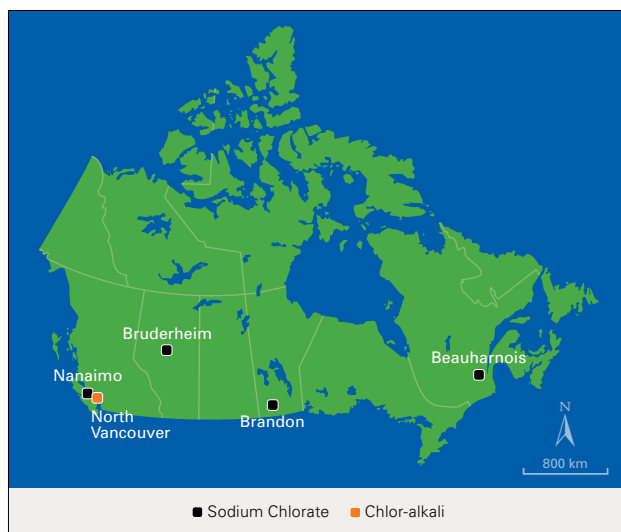 Bruderheim
Beauharnois
Nanaimo
North
Vancouver
Brandon
N
800 km
Sodium Chlorate
Chlor-alkali